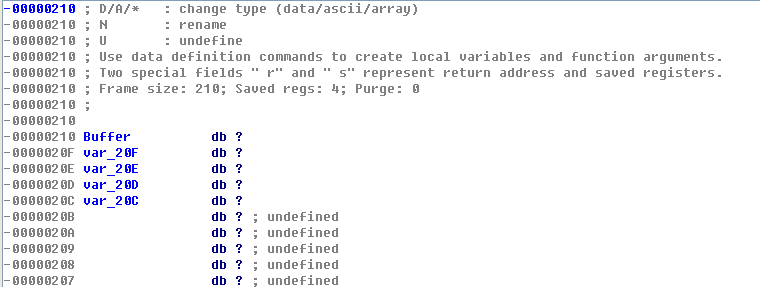 -00000210 ; D/A/*   : change type (data/ascii/array)
-00000210 ; N       : rename
-00000210 ; U       : undefine
-00000210 ; Use data definition commands to create local variables and function arguments.
-00000210 ; Two special fields " r" and " s" represent return address and saved registers.
-00000210 ; Frame size: 210; Saved regs: 4; Purge: 0
-00000210 ;
-00000210
-00000210 Buffer          db ?
-0000020F var_20F         db ?
-0000020E var_20E         db ?
-0000020D var_20D         db ?
-0000020C var_20C         db ?
-0000020B                 db ? ; undefined
-0000020A                 db ? ; undefined
-00000209                 db ? ; undefined
-00000208                 db ? ; undefined
-00000207                 db ? ; undefined